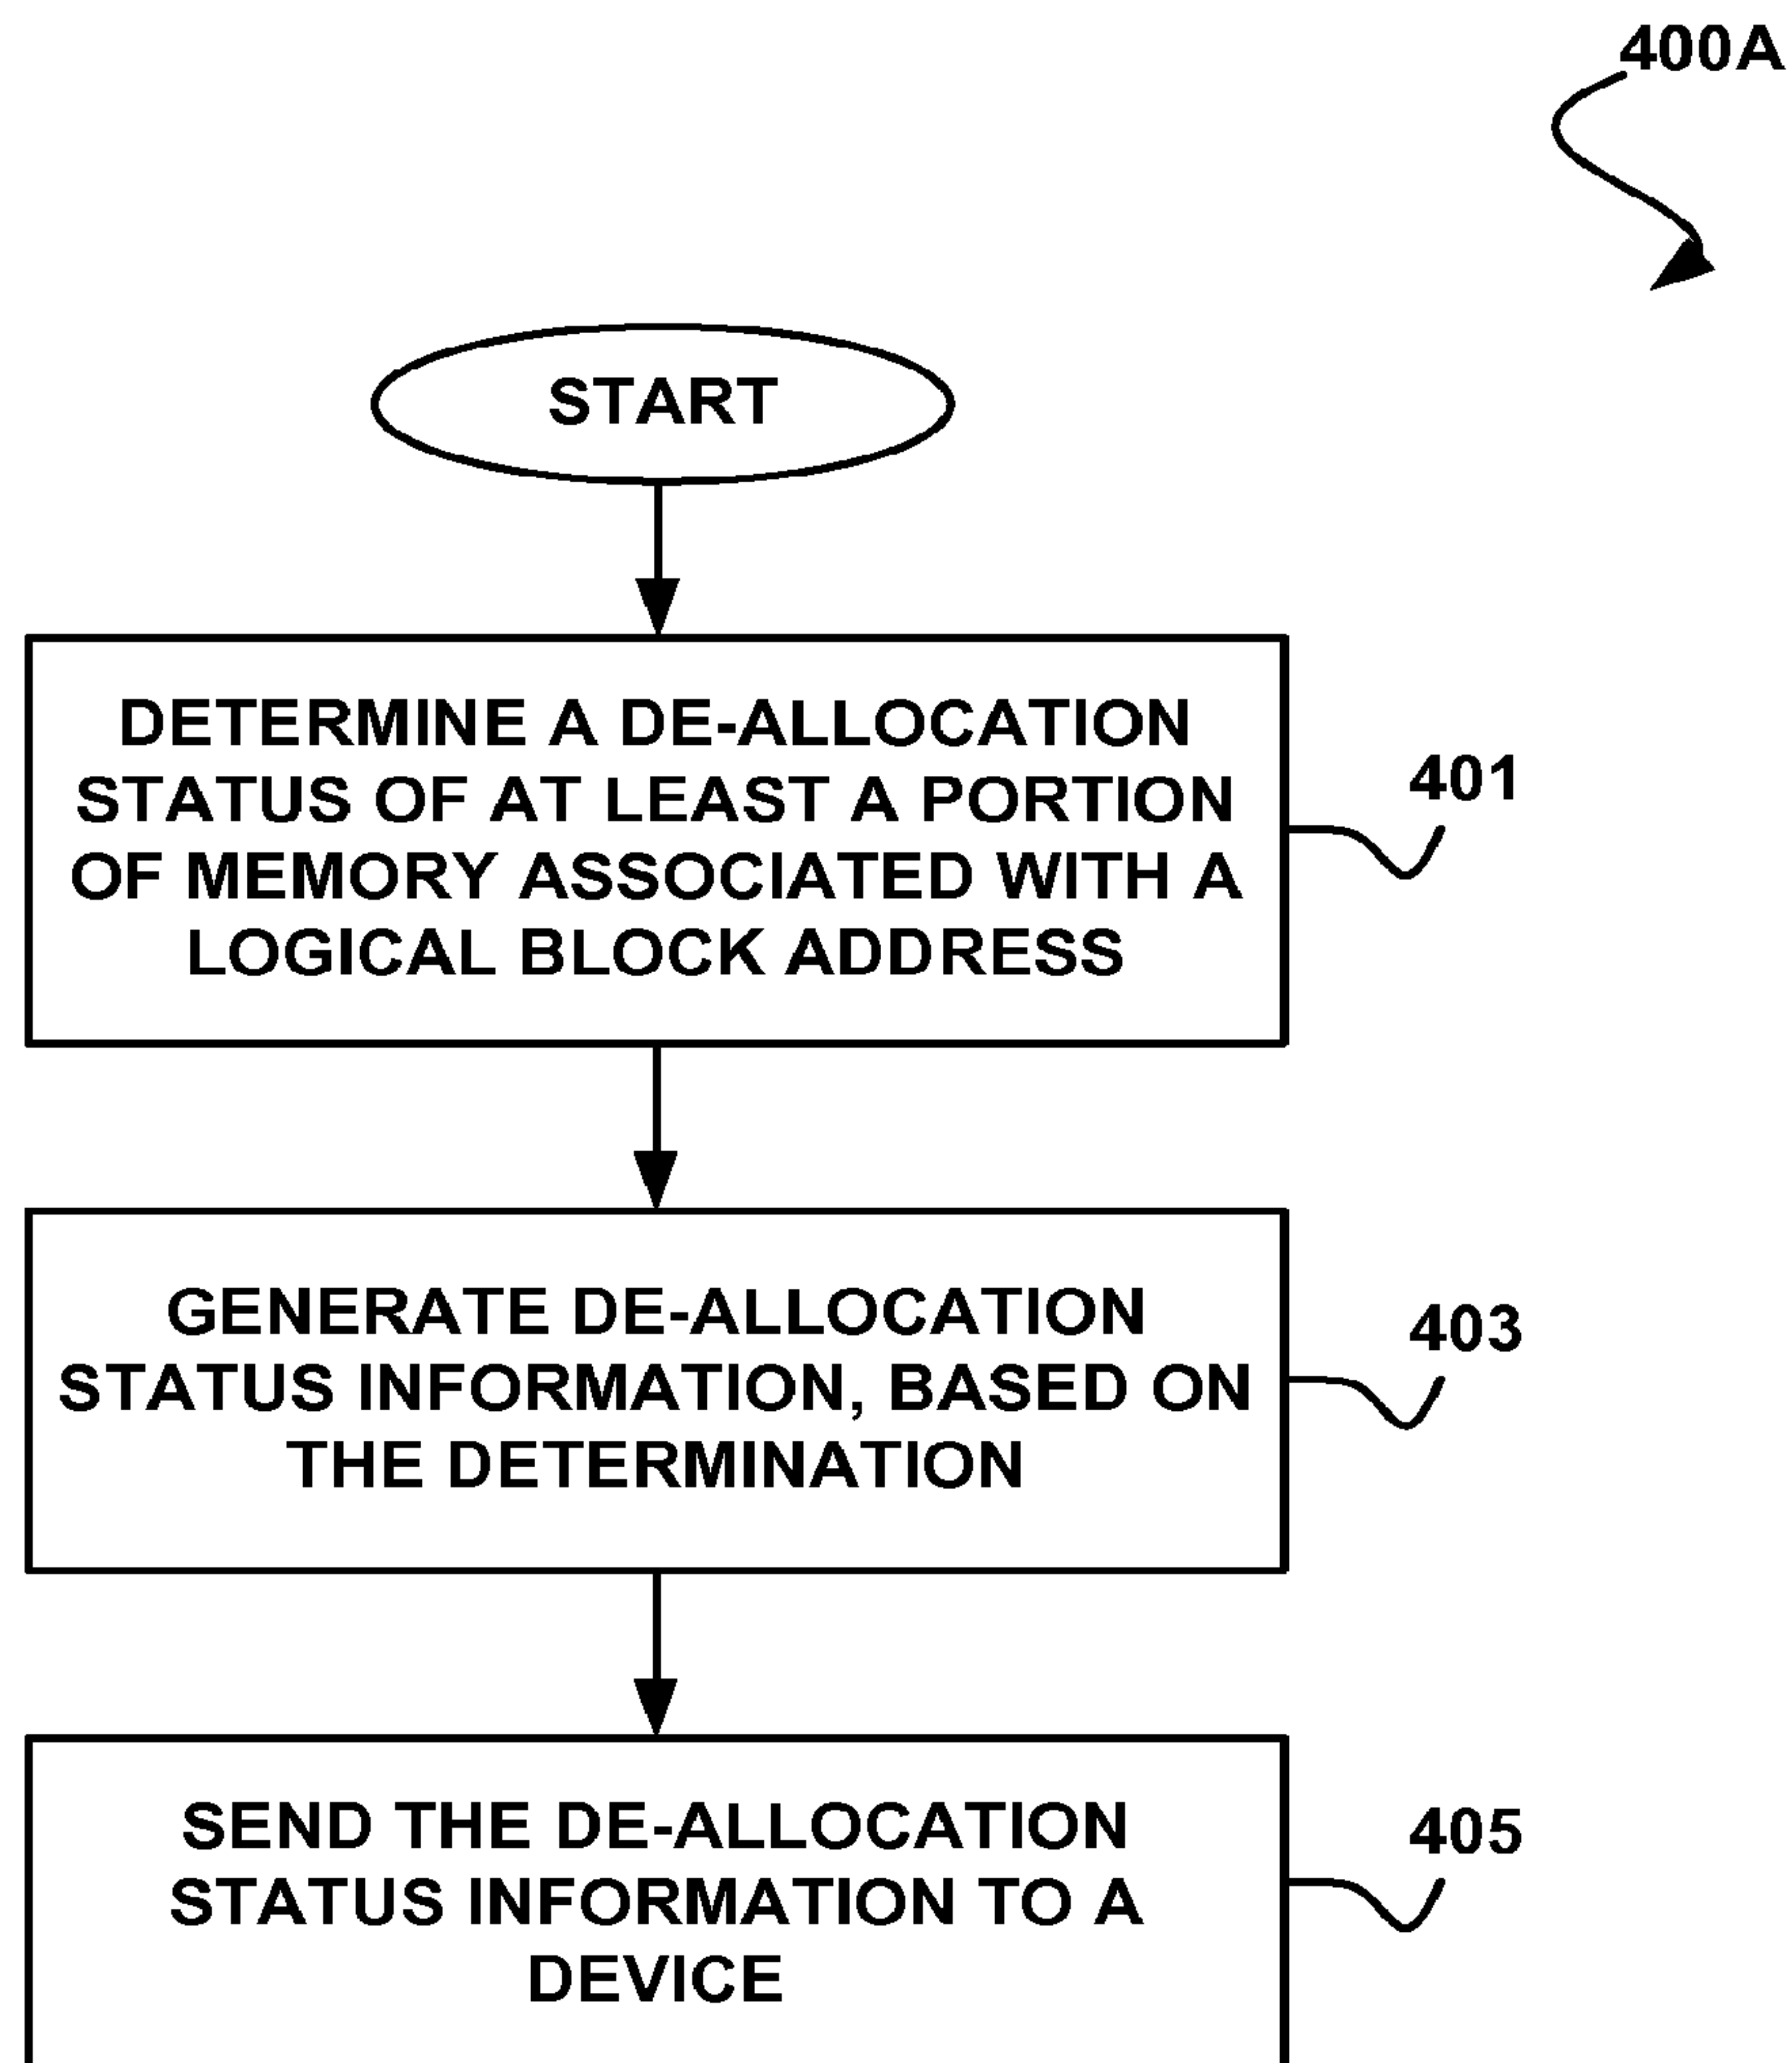 400A
START
DETERMINE A DE-ALLOCATION
STATUS OF AT LEAST A PORTION
OF MEMORY ASSOCIATED WITH A
LOGICAL BLOCK ADDRESS
401
GENERATE DE-ALLOCATION
STATUS INFORMATION, BASED ON
THE DETERMINATION
403
SEND THE DE-ALLOCATION
STATUS INFORMATION TO A
DEVICE
405